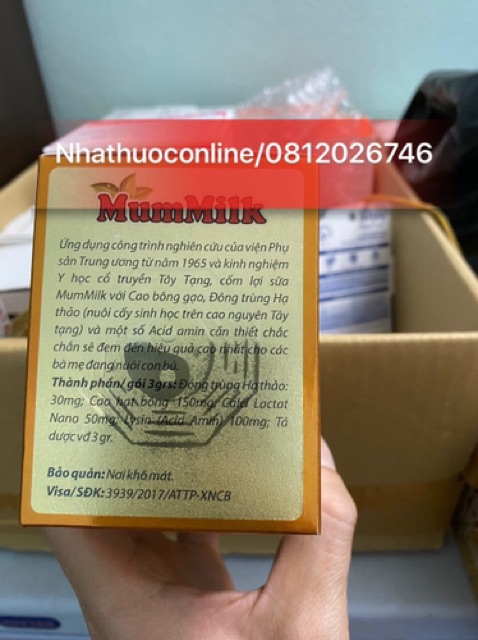 Nhathuoconline/0812026746
MumMilk
Ứng dụng công trình nghiên cứu của viện Phụ
sản Trung ương từ năm 1965 và kinh nghiệm
Y học cổ truyền Tây Tạng, cốm lợi sữa
MumMilk với Cao bông gạo, Đông trùng Hạ
thảo (nuôi cấy sinh học trên cao nguyên Tây
tạng) và một số Acid amin cần thiết chắc
chắn sẽ đem đến hiệu quả cao nhất cho các
bà mẹ đang nuôi con bú.
Thành phần/ gói 3grs: Đông trùng Hạ thảo:
30mg; Cao hạt bông 150mg; Calci Lactat
Nano 50mg; Lysin (Acid Amin) 100mg; Tá
dược vđ 3 gr.
Bảo quản: Nơi khô mát.
Visa/SĐK: 3939/2017/ATTP-XNCB